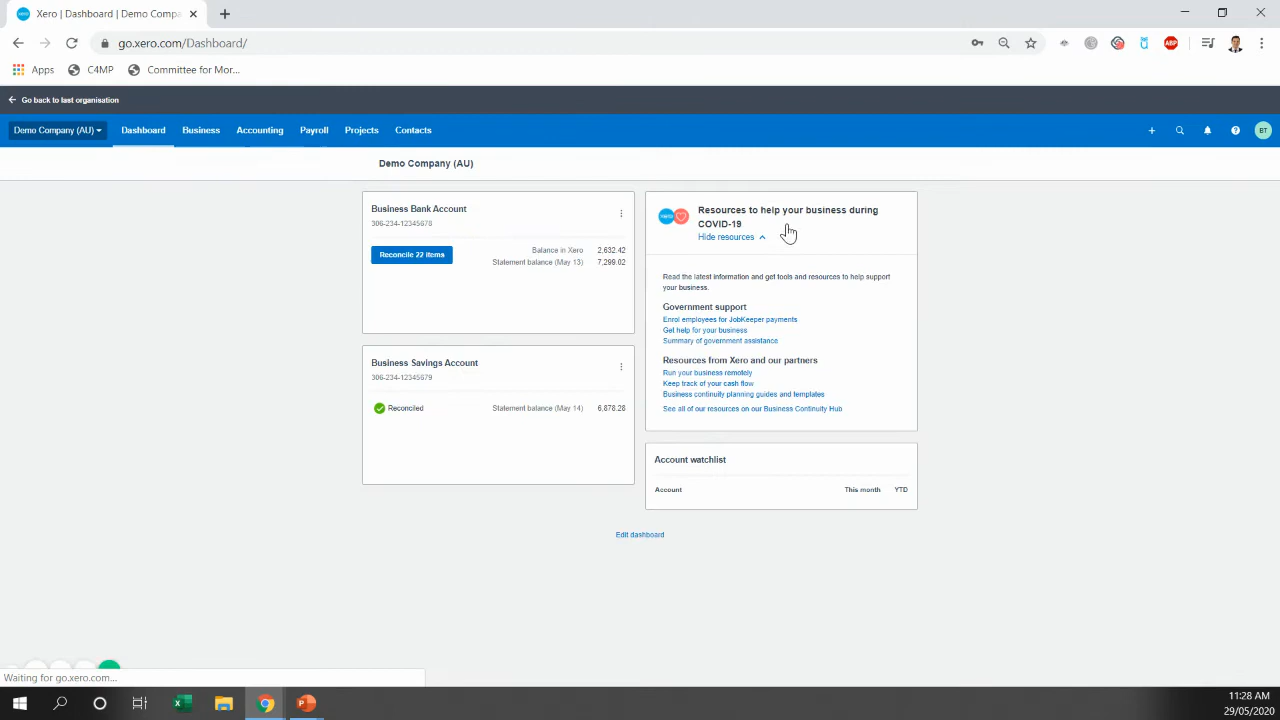 Xero | Dashboard | Demo Compa
go.xero.com/Dashboard/
ABP
Apps
C4MP
Committee for Mor...
Go back to last organisation
Demo Company (AU)
Dashboard
Business
Accounting
Payroll
Projects
Contacts
BT
Demo Company (AU)
Business Bank Account
306-234-12345678
Reconcile 22 items
Balance in Xero 2,632.42
Statement balance (May 13) 7,299.02
Business Savings Account
306-234-12345679
Reconciled
Statement balance (May 14) 6,878.28
xero
Resources to help your business during
COVID-19
Hide resources
Read the latest information and get tools and resources to help support
your business.
Government support
Enrol employees for JobKeeper payments
Get help for your business
Summary of government assistance
Resources from Xero and our partners
Run your business remotely
Keep track of your cash flow
Business continuity planning guides and templates
See all of our resources on our Business Continuity Hub
Account watchlist
Account This month YTD
Edit dashboard
Waiting for go.xero.com...
11:28 AM
29/05/2020